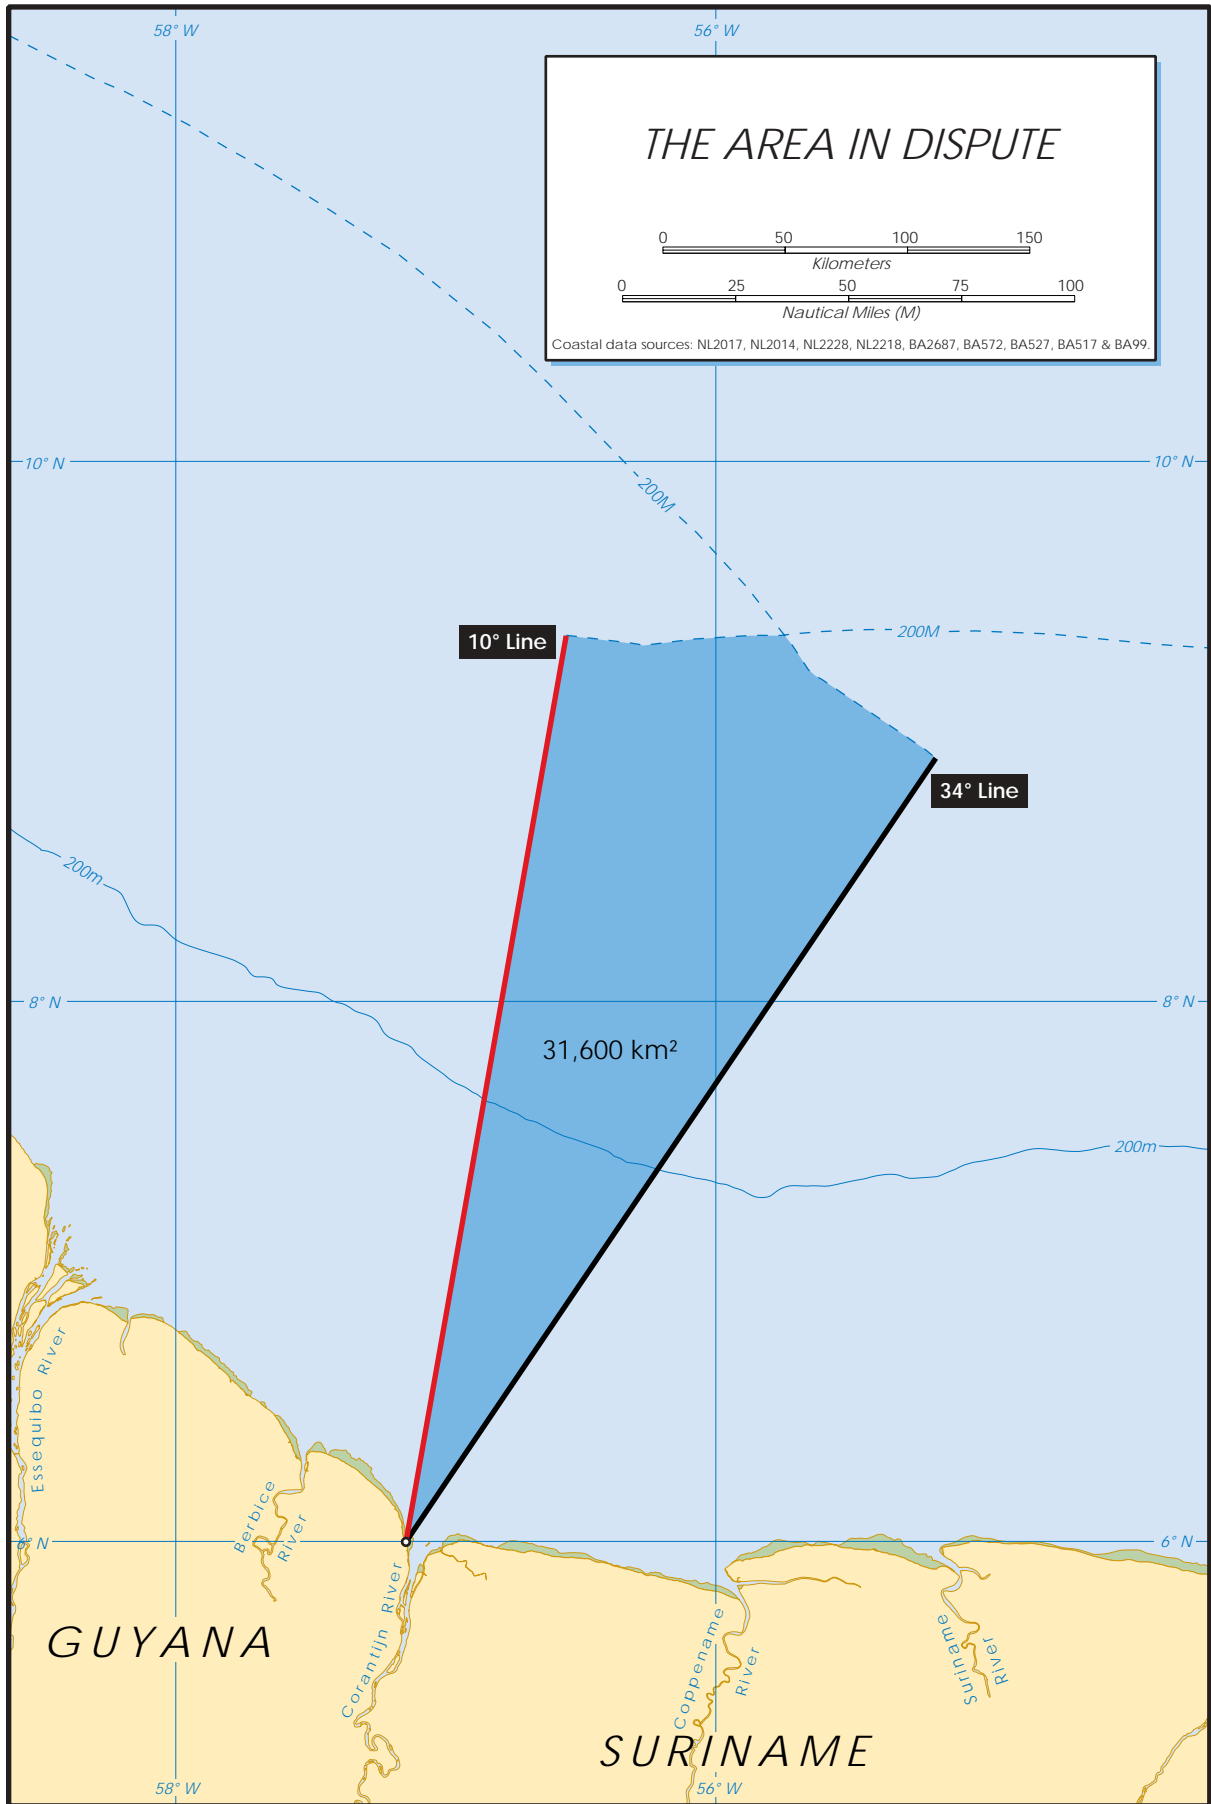 58° W
56° W
THE AREA IN DISPUTE
0 50 100 150
Kilometers
0 25 50 75 100
Nautical Miles (M)
Coastal data sources: NL2017, NL2014, NL2228, NL2218, BA2687, BA572, BA527, BA517 & BA99.
10° N
10° N
200M
10° Line
200M
34° Line
200m
8° N
8° N
31,600 km²
200m
Essequibo River
Berbice River
6° N
6° N
Corantijn River
Coppename River
Suriname River
GUYANA
SURINAME
58° W
56° W